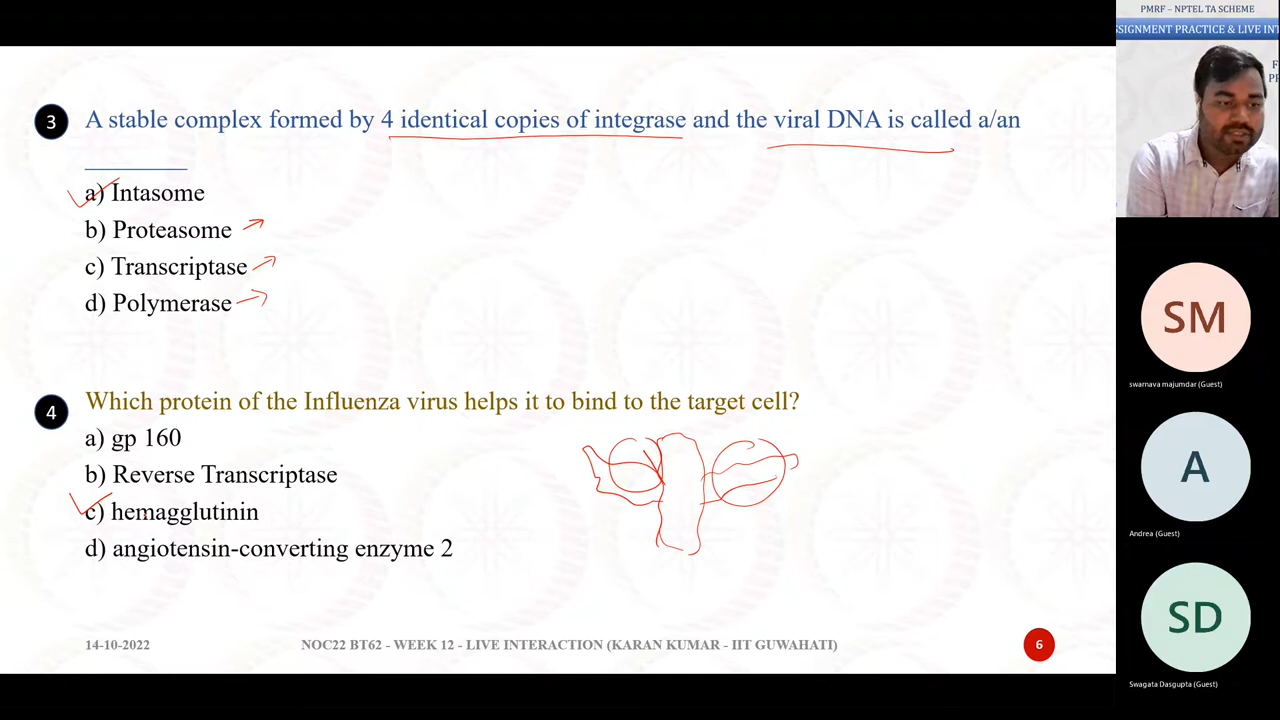 PMRF – NPTEL TA SCHEME
SSIGNMENT PRACTICE & LIVE INT
3
A stable complex formed by 4 identical copies of integrase and the viral DNA is called a/an
________
a) Intasome
b) Proteasome
c) Transcriptase
d) Polymerase
4
Which protein of the Influenza virus helps it to bind to the target cell?
a) gp 160
b) Reverse Transcriptase
c) hemagglutinin
d) angiotensin-converting enzyme 2
14-10-2022
NOC22 BT62 - WEEK 12 - LIVE INTERACTION (KARAN KUMAR - IIT GUWAHATI)
6
SM
swarnava majumdar (Guest)
A
Andrea (Guest)
SD
Swagata Dasgupta (Guest)